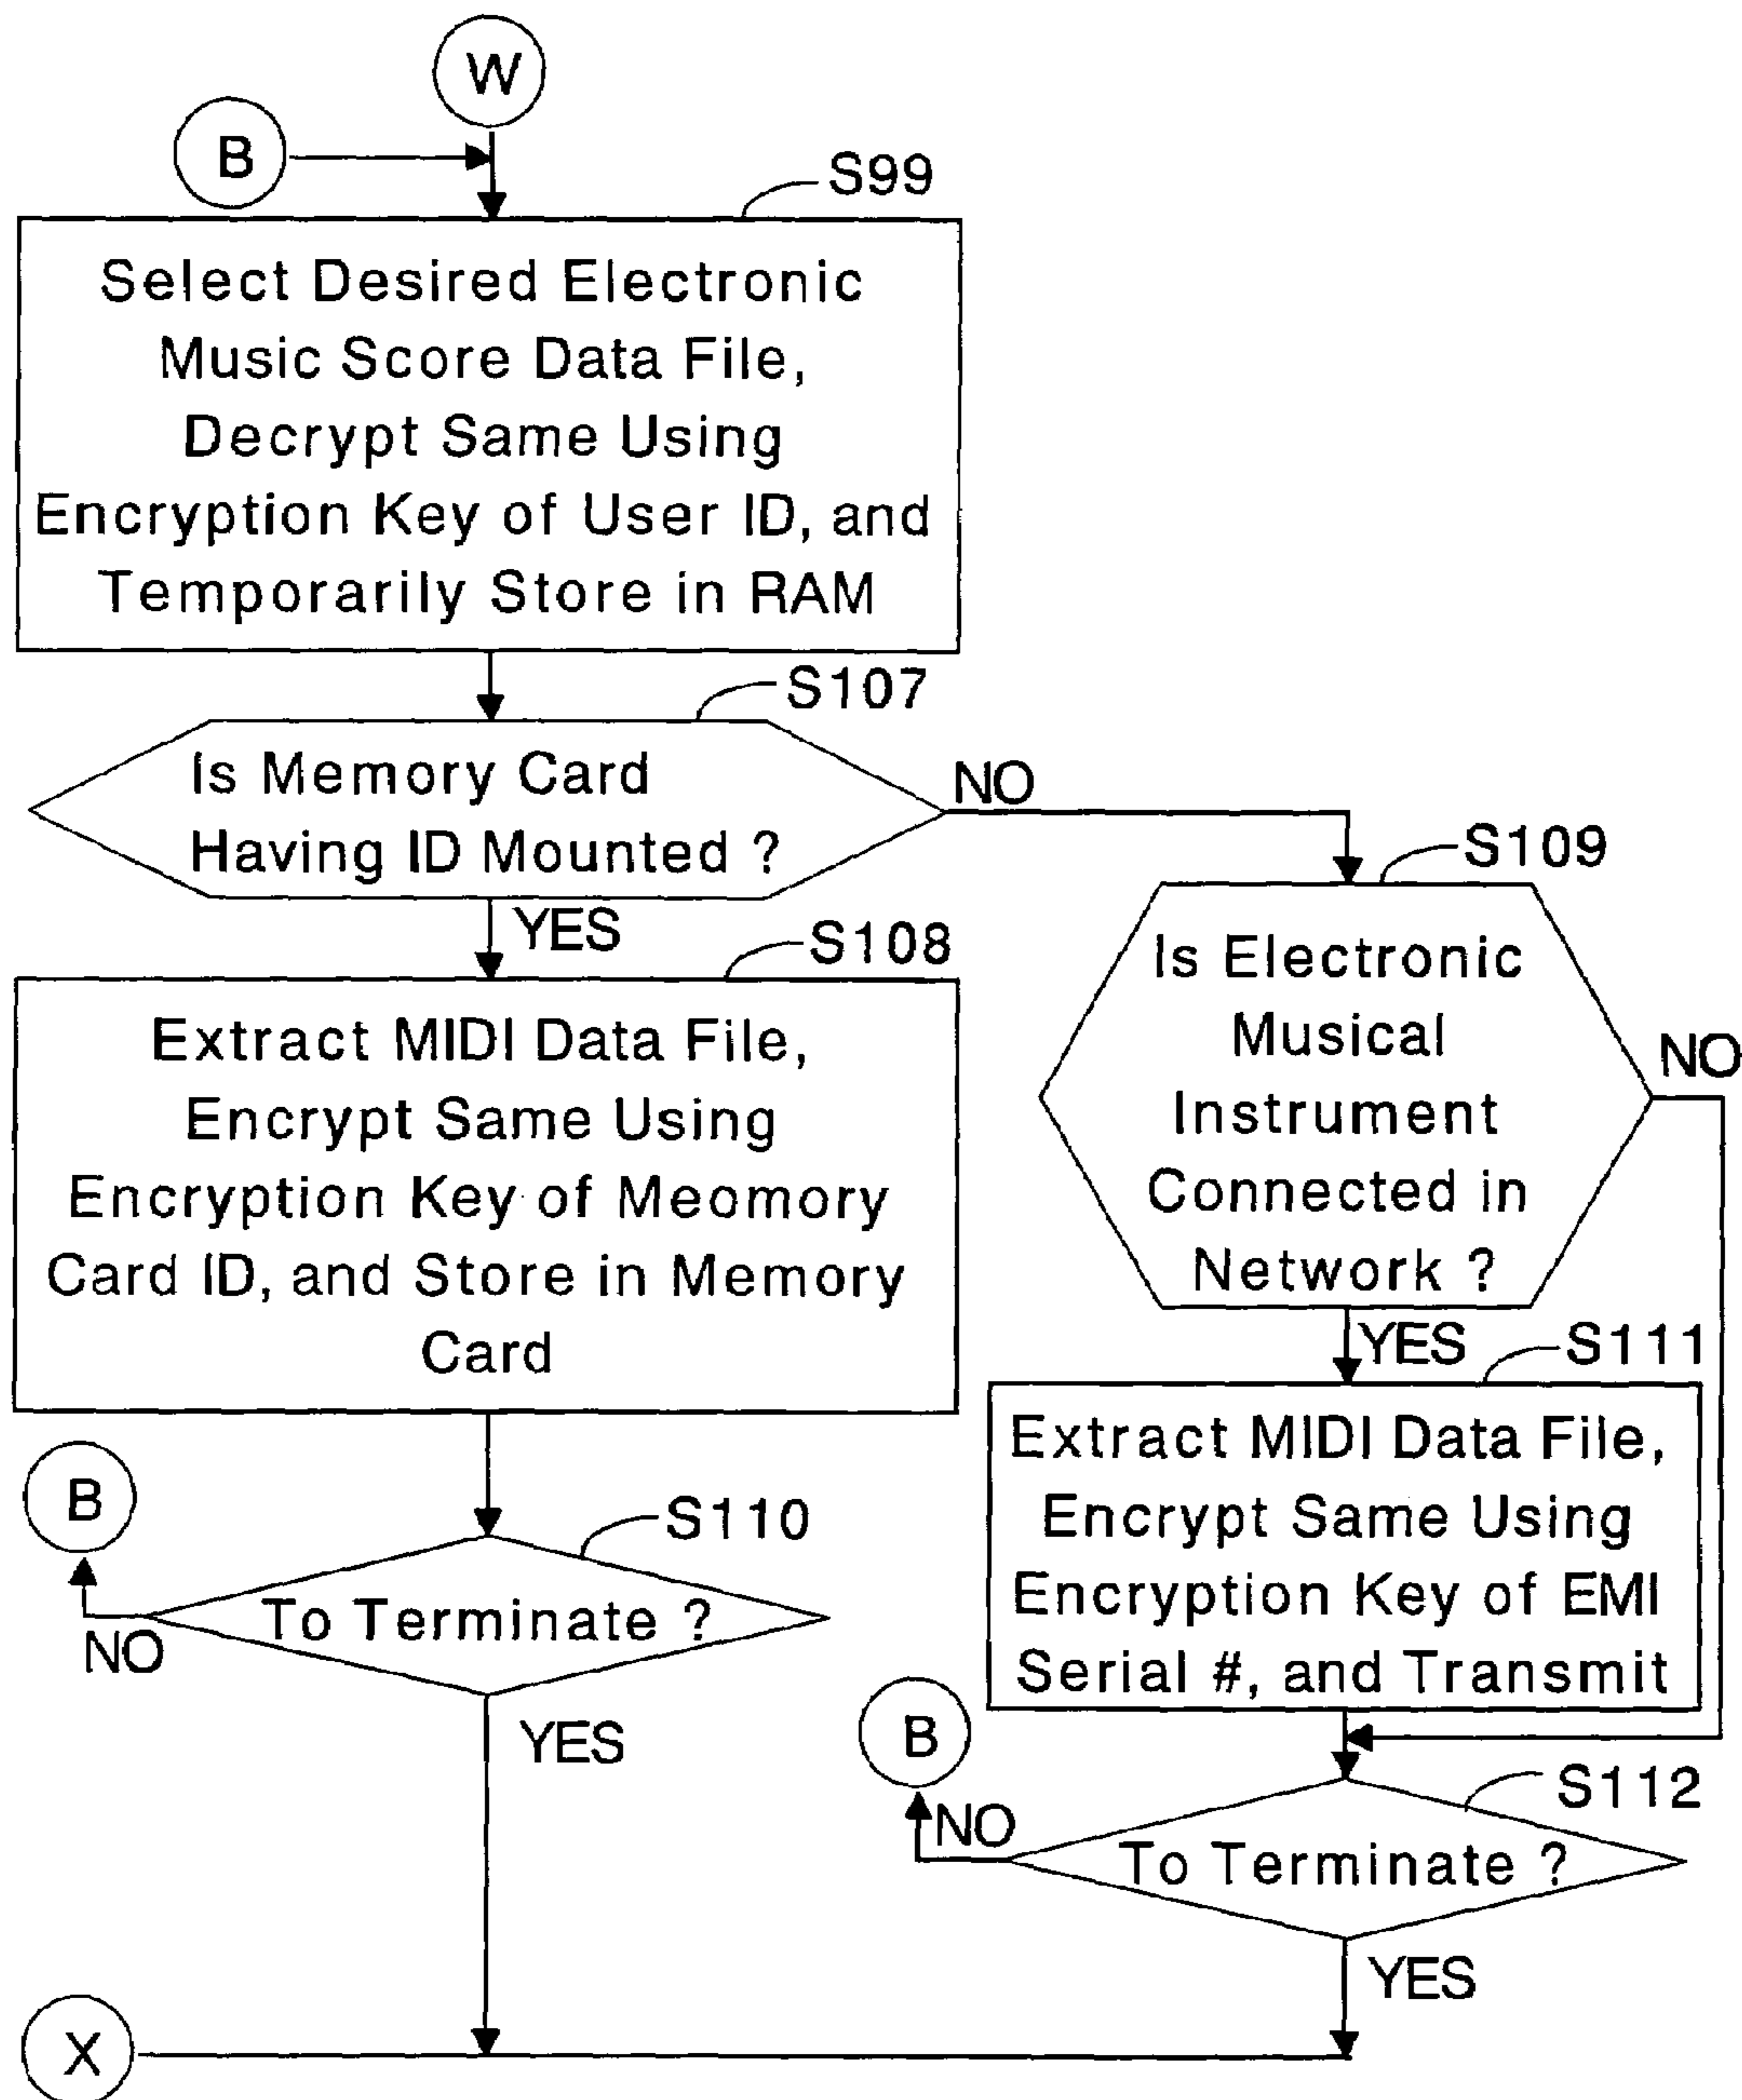 W
B
S99
Select Desired Electronic
Music Score Data File,
Decrypt Same Using
Encryption Key of User ID, and
Temporarily Store in RAM
S107
Is Memory Card
Having ID Mounted ?
NO
YES
S108
Extract MIDI Data File,
Encrypt Same Using
Encryption Key of Meomory
Card ID, and Store in Memory
Card
S109
Is Electronic
Musical
Instrument
Connected in
Network ?
NO
YES
S111
Extract MIDI Data File,
Encrypt Same Using
Encryption Key of EMI
Serial #, and Transmit
B
S110
To Terminate ?
NO
YES
B
S112
NO
To Terminate ?
YES
X